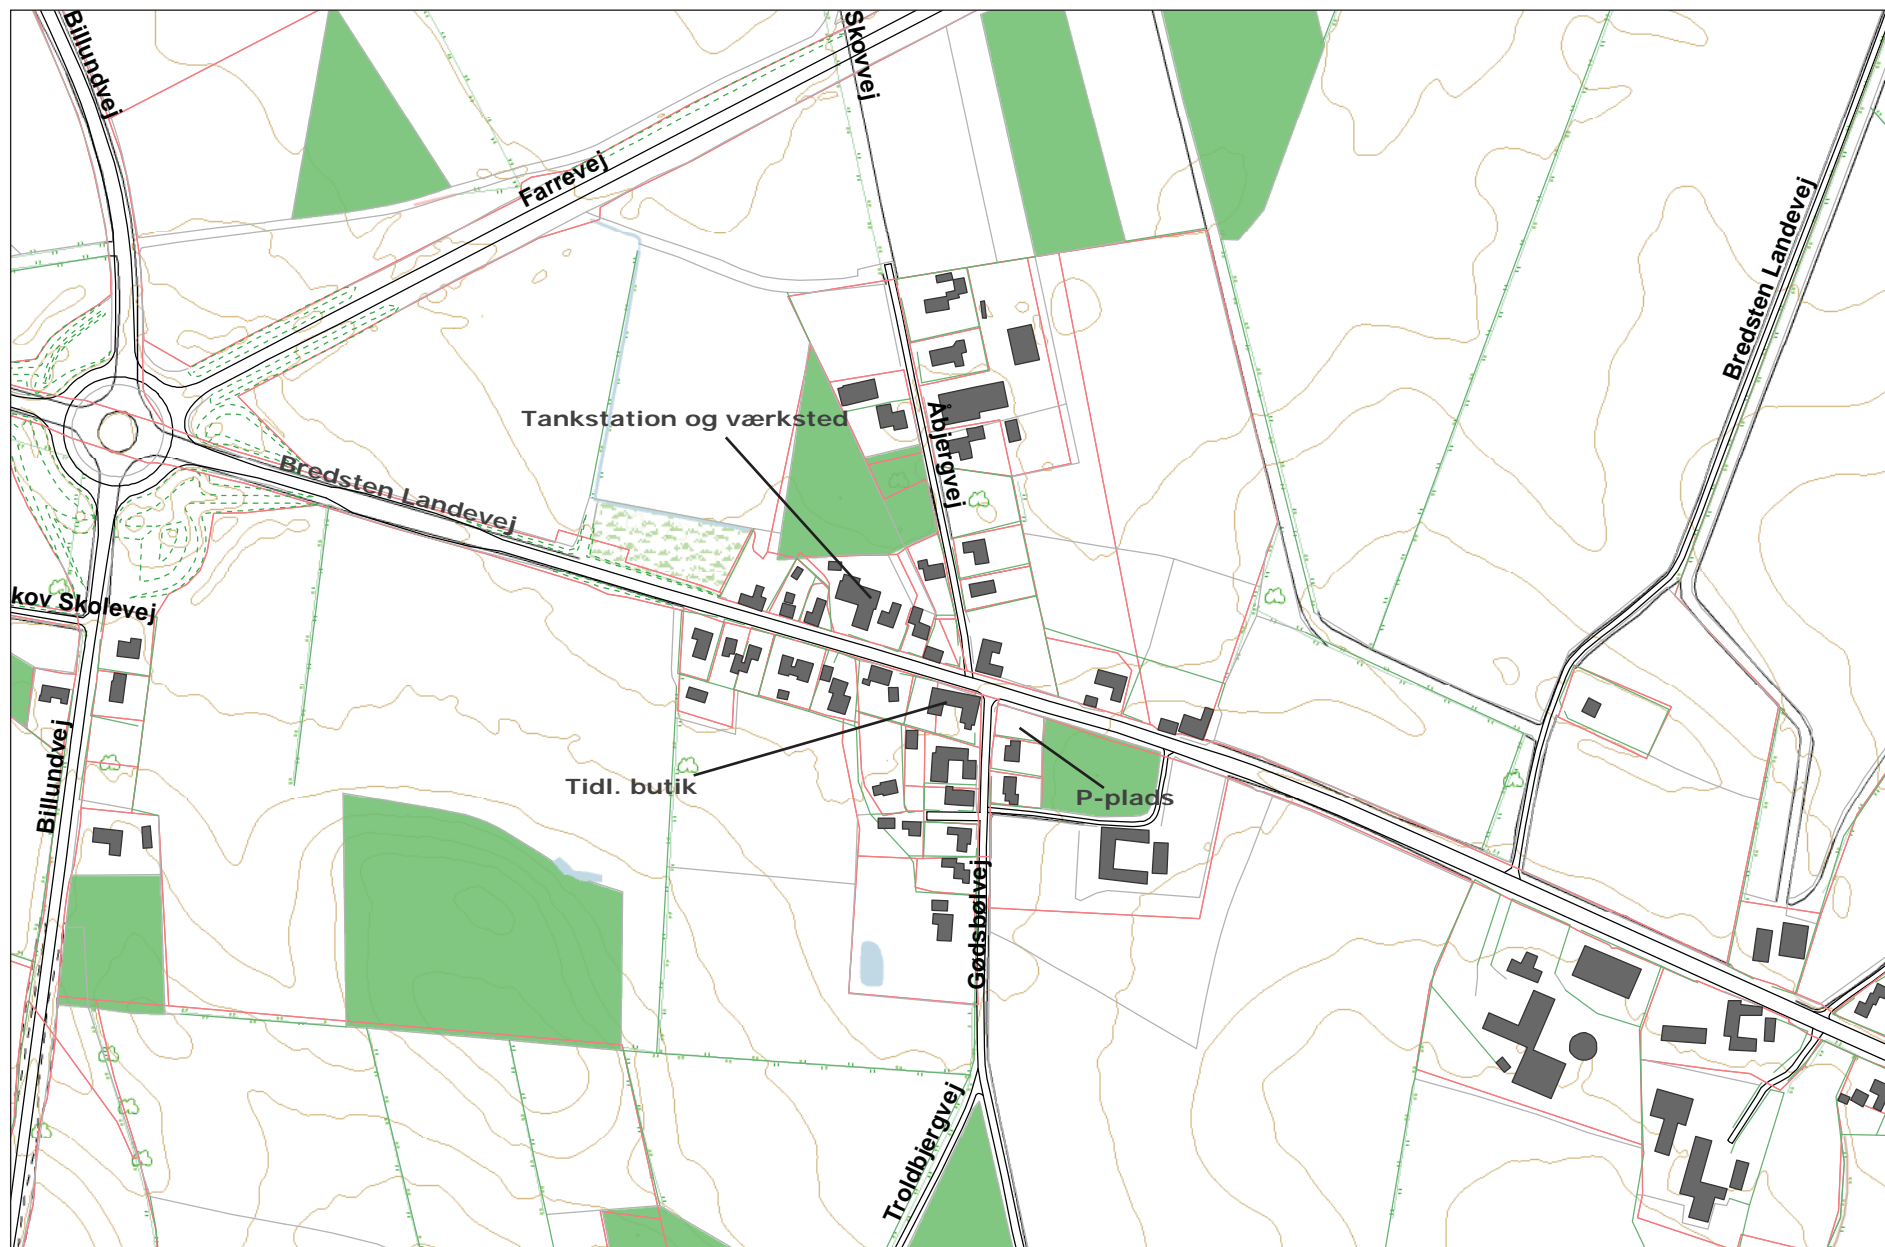 Billundvej
Skovvej
Farrevej
Bredsten Landevej
Tankstation og værksted
Åbjergvej
Bredsten Landevej
kov Skolevej
Billundvej
Tidl. butik
P-plads
Gødsbølvej
Troldbjergvej